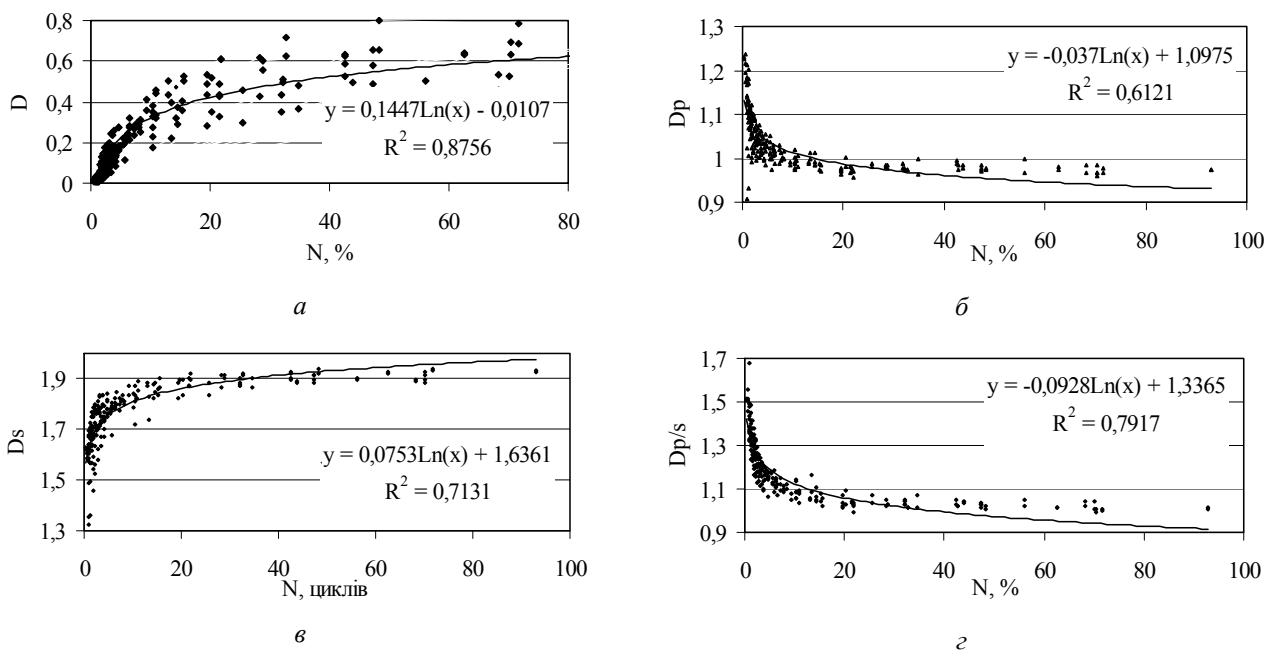 0,8
0,6
0,4
0,2
0
D
y = 0,1447Ln(x) - 0,0107
R² = 0,8756
0 20 40 60 80
N, %
а
1,3
1,2
1,1
1
0,9
Dp
y = -0,037Ln(x) + 1,0975
R² = 0,6121
0 20 40 60 80 100
N, %
б
1,9
1,7
1,5
1,3
Ds
y = 0,0753Ln(x) + 1,6361
R² = 0,7131
0 20 40 60 80 100
N, циклів
в
1,7
1,5
1,3
1,1
0,9
Dp/s
y = -0,0928Ln(x) + 1,3365
R² = 0,7917
0 20 40 60 80 100
N, %
г